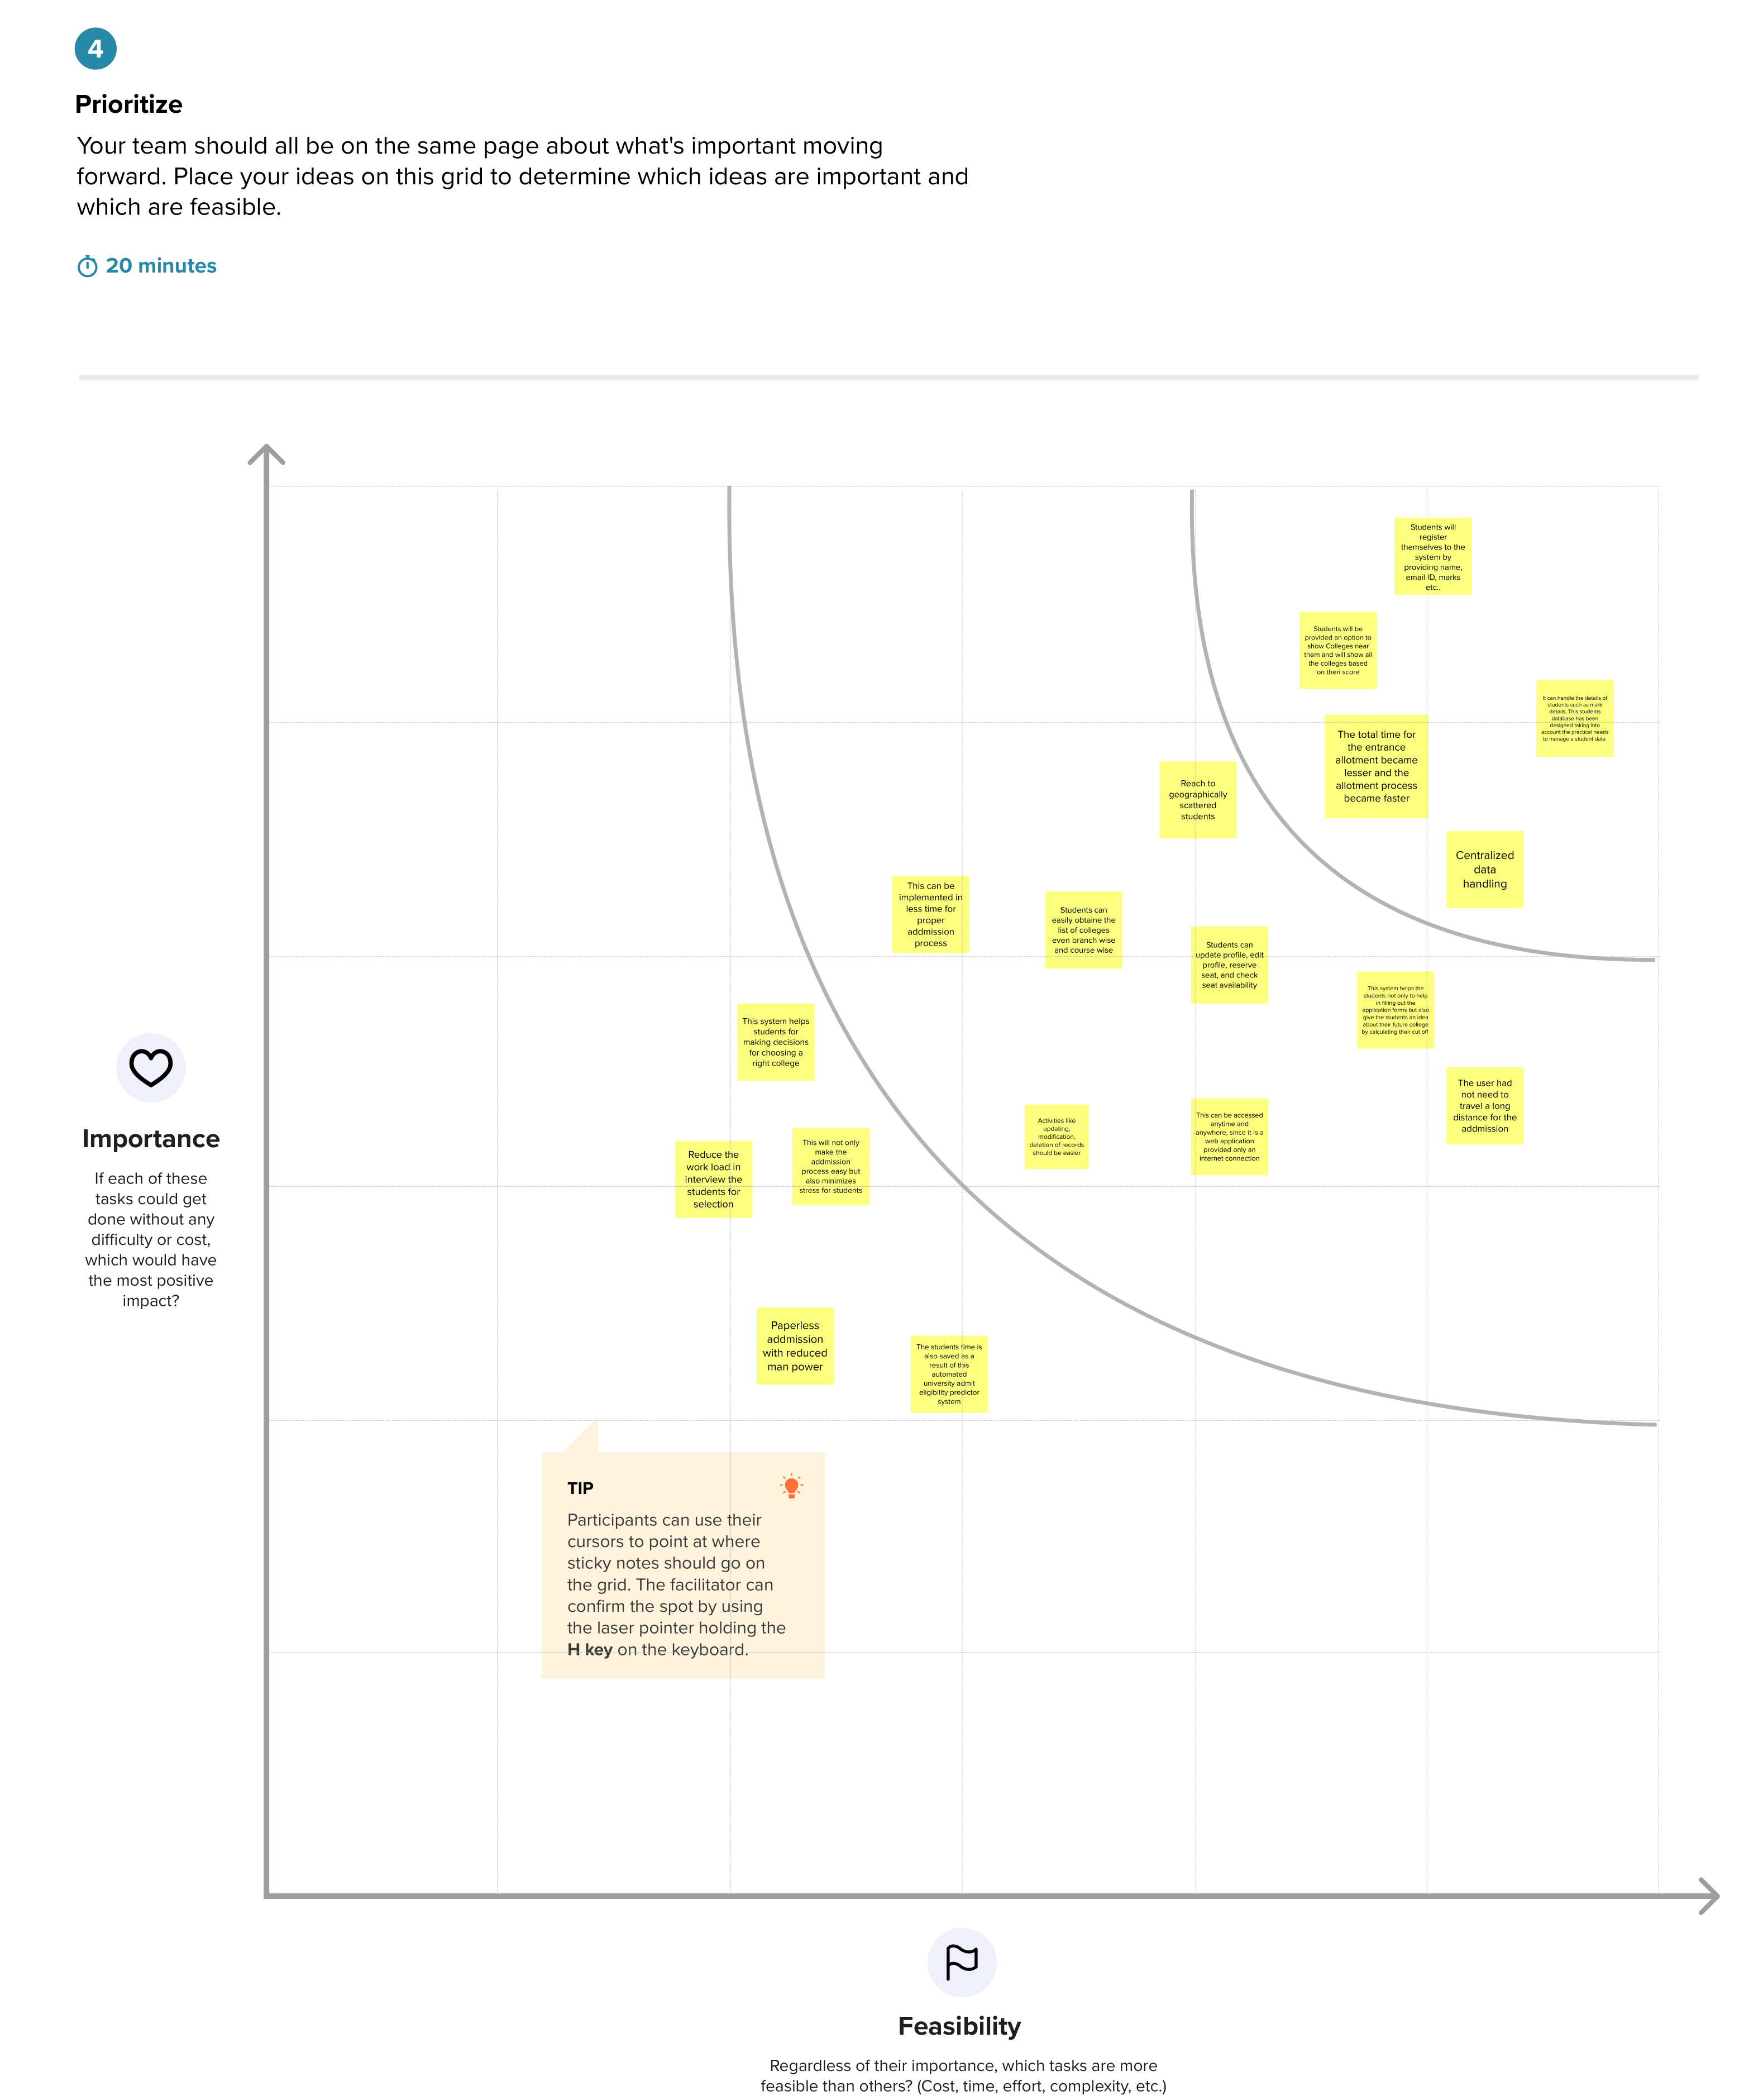 4
Prioritize
Your team should all be on the same page about what's important moving
forward. Place your ideas on this grid to determine which ideas are important and
which are feasible.
20 minutes
Students will
register
themselves to the
system by
providing name,
email ID, marks
etc..
Students will be
provided an option to
show Colleges near
them and will show all
the colleges based
on theri score
It can handle the details of
students such as mark
details, This students
database has been
designed taking into
account the practical needs
to manage a student data
The total time for
the entrance
allotment became
lesser and the
allotment process
became faster
Reach to
geographically
scattered
students
Centralized
data
handling
This can be
implemented in
less time for
proper
addmission
process
Students can
easily obtaine the
list of colleges
even branch wise
and course wise
Students can
update profile, edit
profile, reserve
seat, and check
seat availability
This system helps the
students not only to help
in filling out the
application forms but also
give the students an idea
about their future college
by calculating their cut off
This system helps
students for
making decisions
for choosing a
right college
The user had
not need to
travel a long
distance for the
addmission
Activities like
updating,
modification,
deletion of records
should be easier
This can be accessed
anytime and
anywhere, since it is a
web application
provided only an
internet connection
Reduce the
work load in
interview the
students for
selection
This will not only
make the
addmission
process easy but
also minimizes
stress for students
Importance
If each of these
tasks could get
done without any
difficulty or cost,
which would have
the most positive
impact?
Paperless
addmission
with reduced
man power
The students time is
also saved as a
result of this
automated
university admit
eligibility predictor
system
TIP
Participants can use their
cursors to point at where
sticky notes should go on
the grid. The facilitator can
confirm the spot by using
the laser pointer holding the
H key on the keyboard.
Feasibility
Regardless of their importance, which tasks are more
feasible than others? (Cost, time, effort, complexity, etc.)